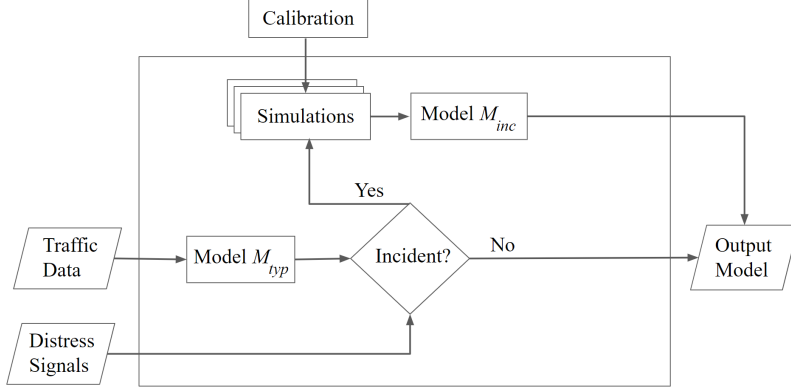 Calibration
Simulations
Model M_inc
Yes
Traffic
Data
Model M_typ
Incident?
No
Output
Model
Distress
Signals